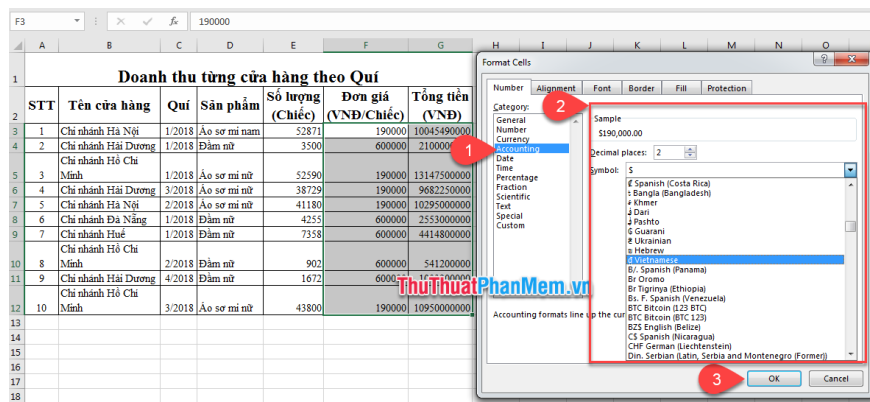 F3 fx 190000
A B C D E F G H I J K L M N O
1 Doanh thu từng cửa hàng theo Quí
2 STT Tên cửa hàng Quí Sản phẩm Số lượng (Chiếc) Đơn giá (VNĐ/Chiếc) Tổng tiền (VNĐ)
3 1 Chi nhánh Hà Nội 1/2018 Áo sơ mi nam 52871 190000 10045490000
4 2 Chi nhánh Hải Dương 1/2018 Đầm nữ 3500 600000
5 3 Chi nhánh Hồ Chí Minh 1/2018 Áo sơ mi nữ 52590 190000 13147500000
6 4 Chi nhánh Hải Dương 3/2018 Áo sơ mi nữ 38729 190000 9682250000
7 5 Chi nhánh Hà Nội 2/2018 Áo sơ mi nữ 41180 190000 10295000000
8 6 Chi nhánh Đà Nẵng 1/2018 Đầm nữ 4255 600000 2553000000
9 7 Chi nhánh Huế 1/2018 Đầm nữ 7358 600000 4414800000
10 8 Chi nhánh Hồ Chí Minh 2/2018 Đầm nữ 902 600000 541200000
11 9 Chi nhánh Hải Dương 4/2018 Đầm nữ 1672
12 10 Chi nhánh Hồ Chí Minh 3/2018 Áo sơ mi nữ 43800 190000 10950000000
13
14
15
16
17
18
ThuThuatPhanMem.vn
Format Cells
Number Alignment Font Border Fill Protection
Category:
General
Number
Currency
Accounting
Date
Time
Percentage
Fraction
Scientific
Text
Special
Custom
1
2
Sample
$190,000.00
Decimal places: 2
Symbol: $
₡ Spanish (Costa Rica)
৳ Bangla (Bangladesh)
៛ Khmer
Dari
Pashto
₲ Guarani
₴ Ukrainian
₪ Hebrew
₫ Vietnamese
B/. Spanish (Panama)
Br Oromo
Br Tigrinya (Ethiopia)
Bs. F. Spanish (Venezuela)
BTC Bitcoin (123 BTC)
BTC Bitcoin (BTC 123)
BZ$ English (Belize)
C$ Spanish (Nicaragua)
CHF German (Liechtenstein)
Din. Serbian (Latin, Serbia and Montenegro (Former))
Accounting formats line up the cur
3
OK Cancel